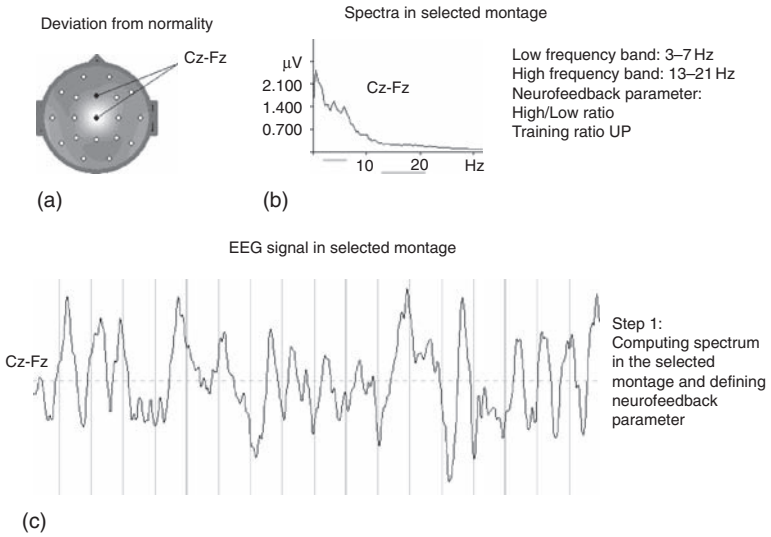 Deviation from normality
Cz-Fz
(a)
Spectra in selected montage
μV
2.100
1.400
0.700
Cz-Fz
10
20
Hz
(b)
Low frequency band: 3–7 Hz
High frequency band: 13–21 Hz
Neurofeedback parameter:
High/Low ratio
Training ratio UP
EEG signal in selected montage
Cz-Fz
Step 1:
Computing spectrum
in the selected
montage and defining
neurofeedback
parameter
(c)